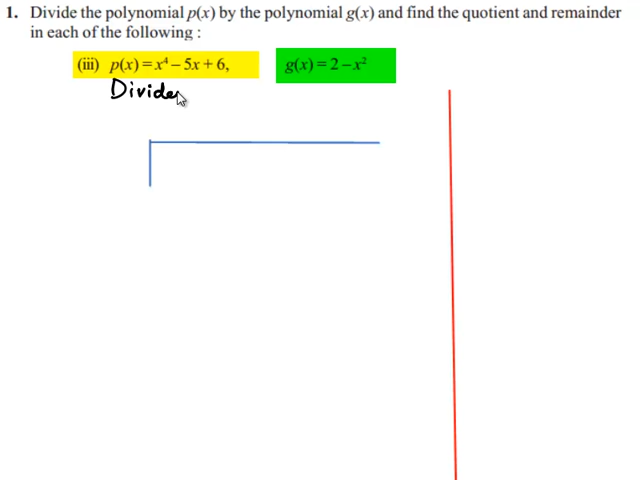 1. Divide the polynomial p(x) by the polynomial g(x) and find the quotient and remainder
in each of the following :
(iii) p(x) = x⁴ – 5x + 6, g(x) = 2 – x²
Divide